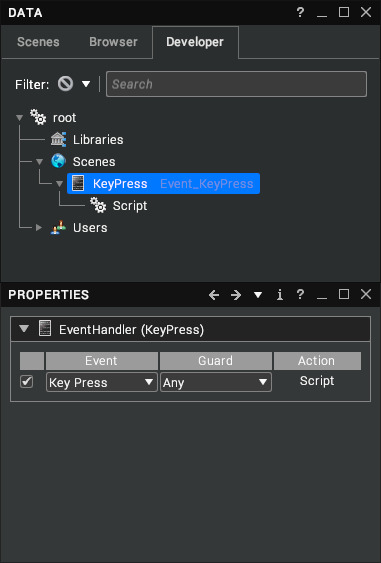 DATA ?
Scenes Browser Developer
Filter: Search
root
Libraries
Scenes
KeyPress Event_KeyPress
Script
Users
PROPERTIES i ?
EventHandler (KeyPress)
Event Guard Action
Key Press Any Script